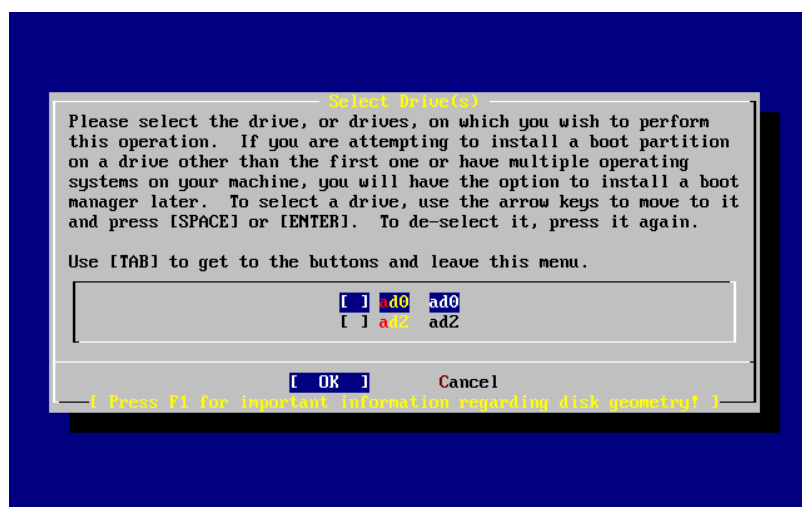 Select Drive(s)
Please select the drive, or drives, on which you wish to perform
this operation.  If you are attempting to install a boot partition
on a drive other than the first one or have multiple operating
systems on your machine, you will have the option to install a boot
manager later.  To select a drive, use the arrow keys to move to it
and press [SPACE] or [ENTER].  To de-select it, press it again.
Use [TAB] to get to the buttons and leave this menu.
[ ] ad0  ad0
[ ] ad2  ad2
[  OK  ]  Cancel
[ Press F1 for important information regarding disk geometry! ]